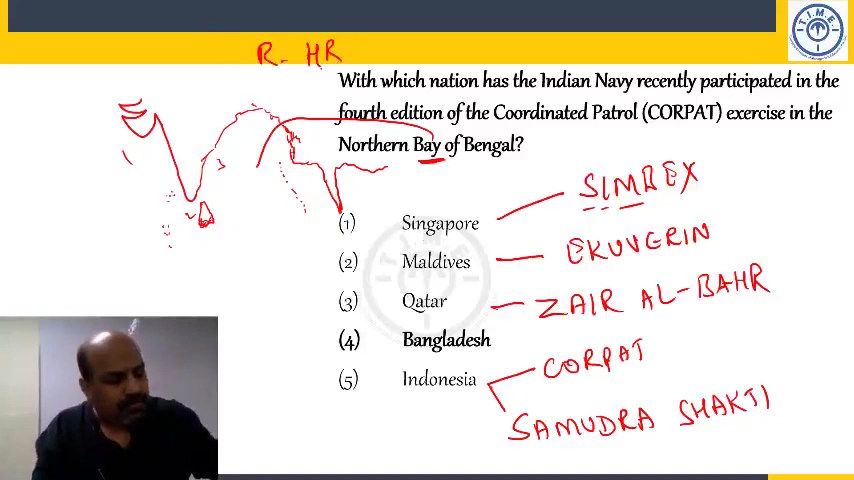 T.I.M.E.
R- HR
With which nation has the Indian Navy recently participated in the
fourth edition of the Coordinated Patrol (CORPAT) exercise in the
Northern Bay of Bengal?
(1) Singapore SIMBEX
(2) Maldives EKUVERIN
(3) Qatar ZAIR AL-BAHR
(4) Bangladesh
(5) Indonesia CORPAT
SAMUDRA SHAKTI